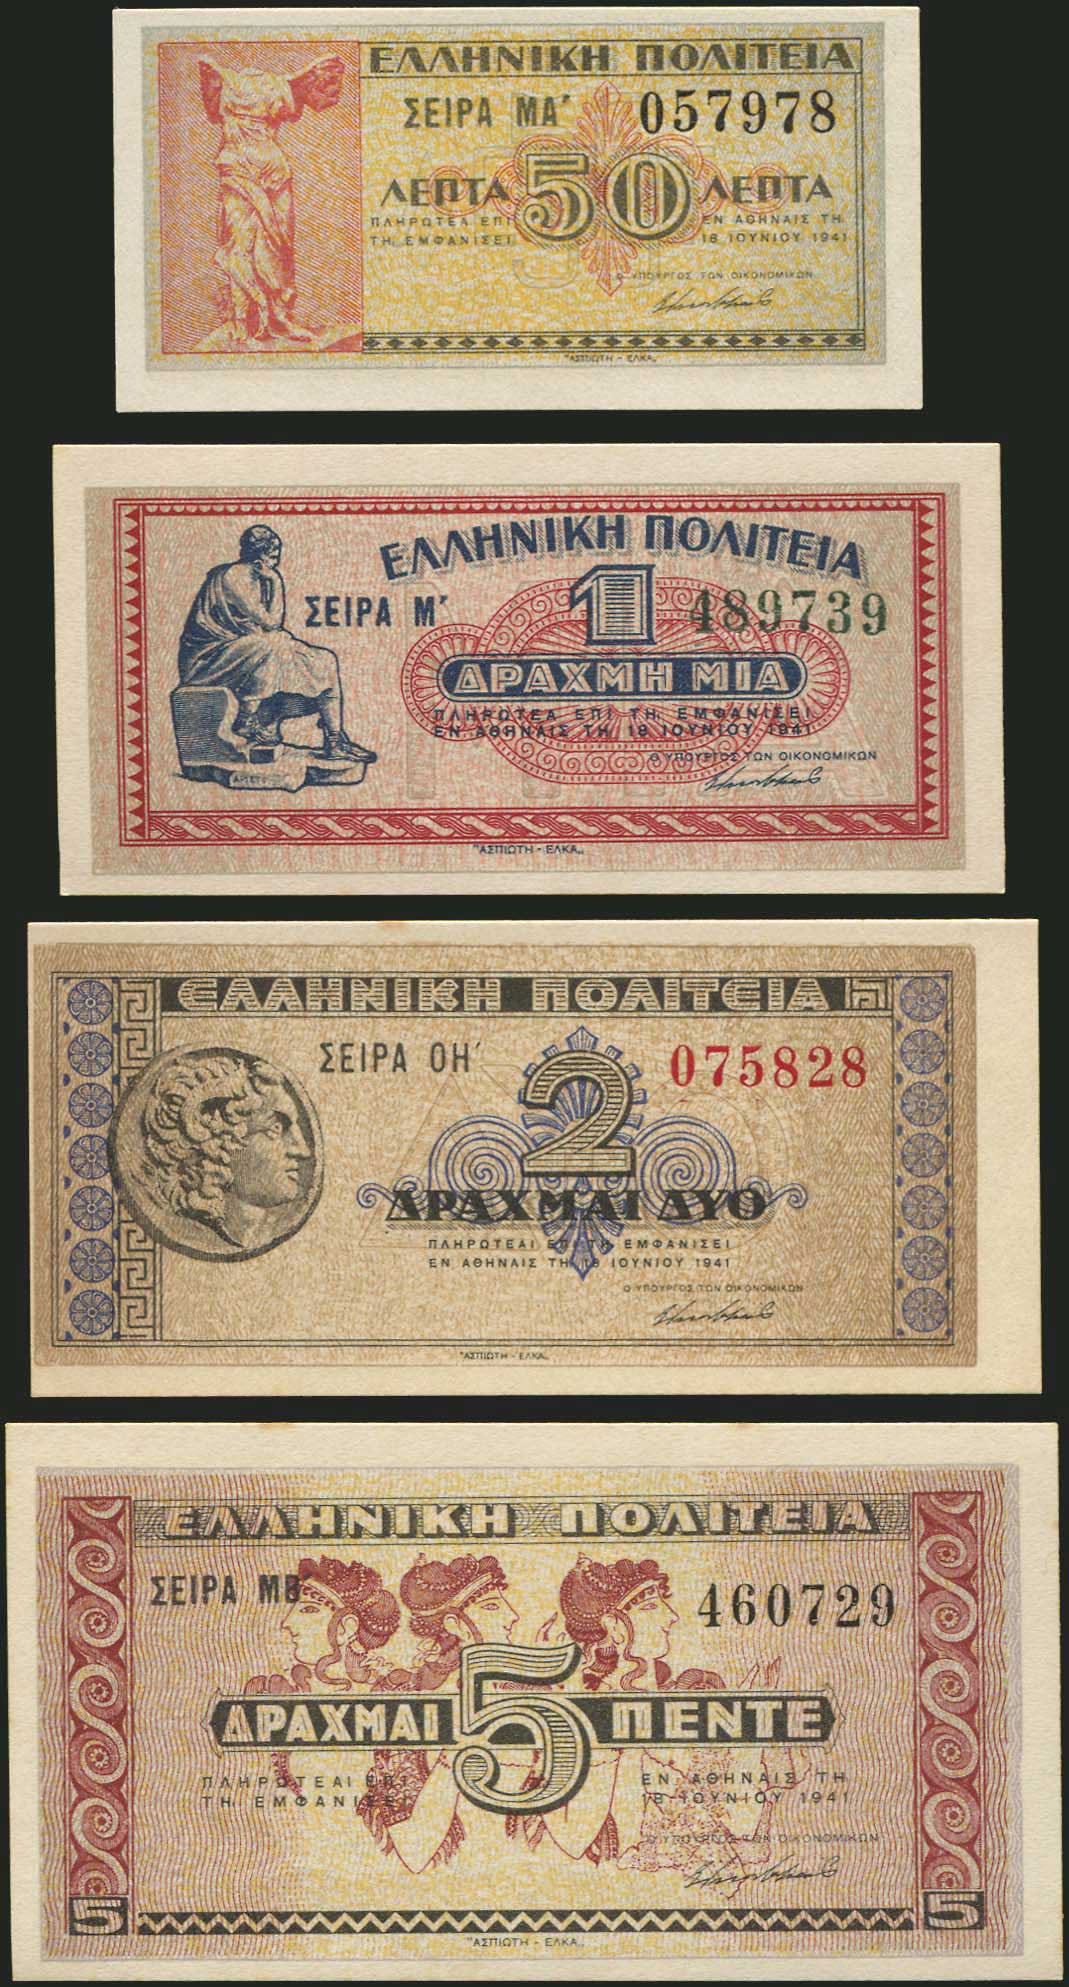 ΕΛΛΗΝΙΚΗ ΠΟΛΙΤΕΙΑ
ΣΕΙΡΑ ΜΑ´ 057978
ΛΕΠΤΑ 50 ΛΕΠΤΑ
ΠΛΗΡΩΤΕΑ ΕΠΙ
ΤΗ ΕΜΦΑΝΙΣΕΙ
ΕΝ ΑΘΗΝΑΙΣ ΤΗ
18 ΙΟΥΝΙΟΥ 1941
Ο ΥΠΟΥΡΓΟΣ ΤΩΝ ΟΙΚΟΝΟΜΙΚΩΝ
"ΑΣΠΙΩΤΗ - ΕΛΚΑ„
ΕΛΛΗΝΙΚΗ ΠΟΛΙΤΕΙΑ
ΣΕΙΡΑ Μ´ 1 489739
ΔΡΑΧΜΗ ΜΙΑ
ΠΛΗΡΩΤΕΑ ΕΠΙ ΤΗ ΕΜΦΑΝΙΣΕΙ
ΕΝ ΑΘΗΝΑΙΣ ΤΗ 18 ΙΟΥΝΙΟΥ 1941
Ο ΥΠΟΥΡΓΟΣ ΤΩΝ ΟΙΚΟΝΟΜΙΚΩΝ
"ΑΣΠΙΩΤΗ - ΕΛΚΑ„
ΕΛΛΗΝΙΚΗ ΠΟΛΙΤΕΙΑ
ΣΕΙΡΑ ΟΗ´ 2 075828
ΔΡΑΧΜΑΙ ΔΥΟ
ΠΛΗΡΩΤΕΑΙ ΕΠΙ ΤΗ ΕΜΦΑΝΙΣΕΙ
ΕΝ ΑΘΗΝΑΙΣ ΤΗ 18 ΙΟΥΝΙΟΥ 1941
Ο ΥΠΟΥΡΓΟΣ ΤΩΝ ΟΙΚΟΝΟΜΙΚΩΝ
"ΑΣΠΙΩΤΗ - ΕΛΚΑ„
ΕΛΛΗΝΙΚΗ ΠΟΛΙΤΕΙΑ
ΣΕΙΡΑ ΜΒ´ 460729
ΔΡΑΧΜΑΙ 5 ΠΕΝΤΕ
ΠΛΗΡΩΤΕΑΙ ΕΠΙ
ΤΗ ΕΜΦΑΝΙΣΕΙ
ΕΝ ΑΘΗΝΑΙΣ ΤΗ
18 ΙΟΥΝΙΟΥ 1941
Ο ΥΠΟΥΡΓΟΣ ΤΩΝ ΟΙΚΟΝΟΜΙΚΩΝ
5 5
"ΑΣΠΙΩΤΗ - ΕΛΚΑ„